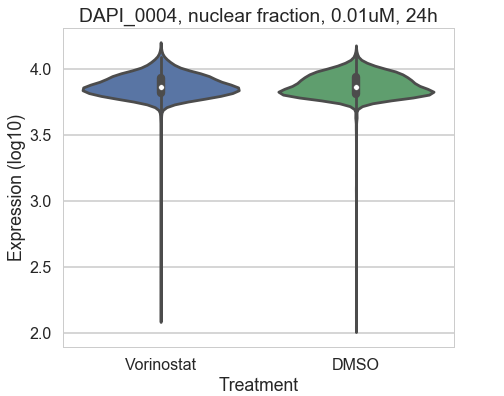 DAPI_0004, nuclear fraction, 0.01uM, 24h
4.0
3.5
3.0
2.5
2.0
Expression (log10)
Vorinostat DMSO
Treatment